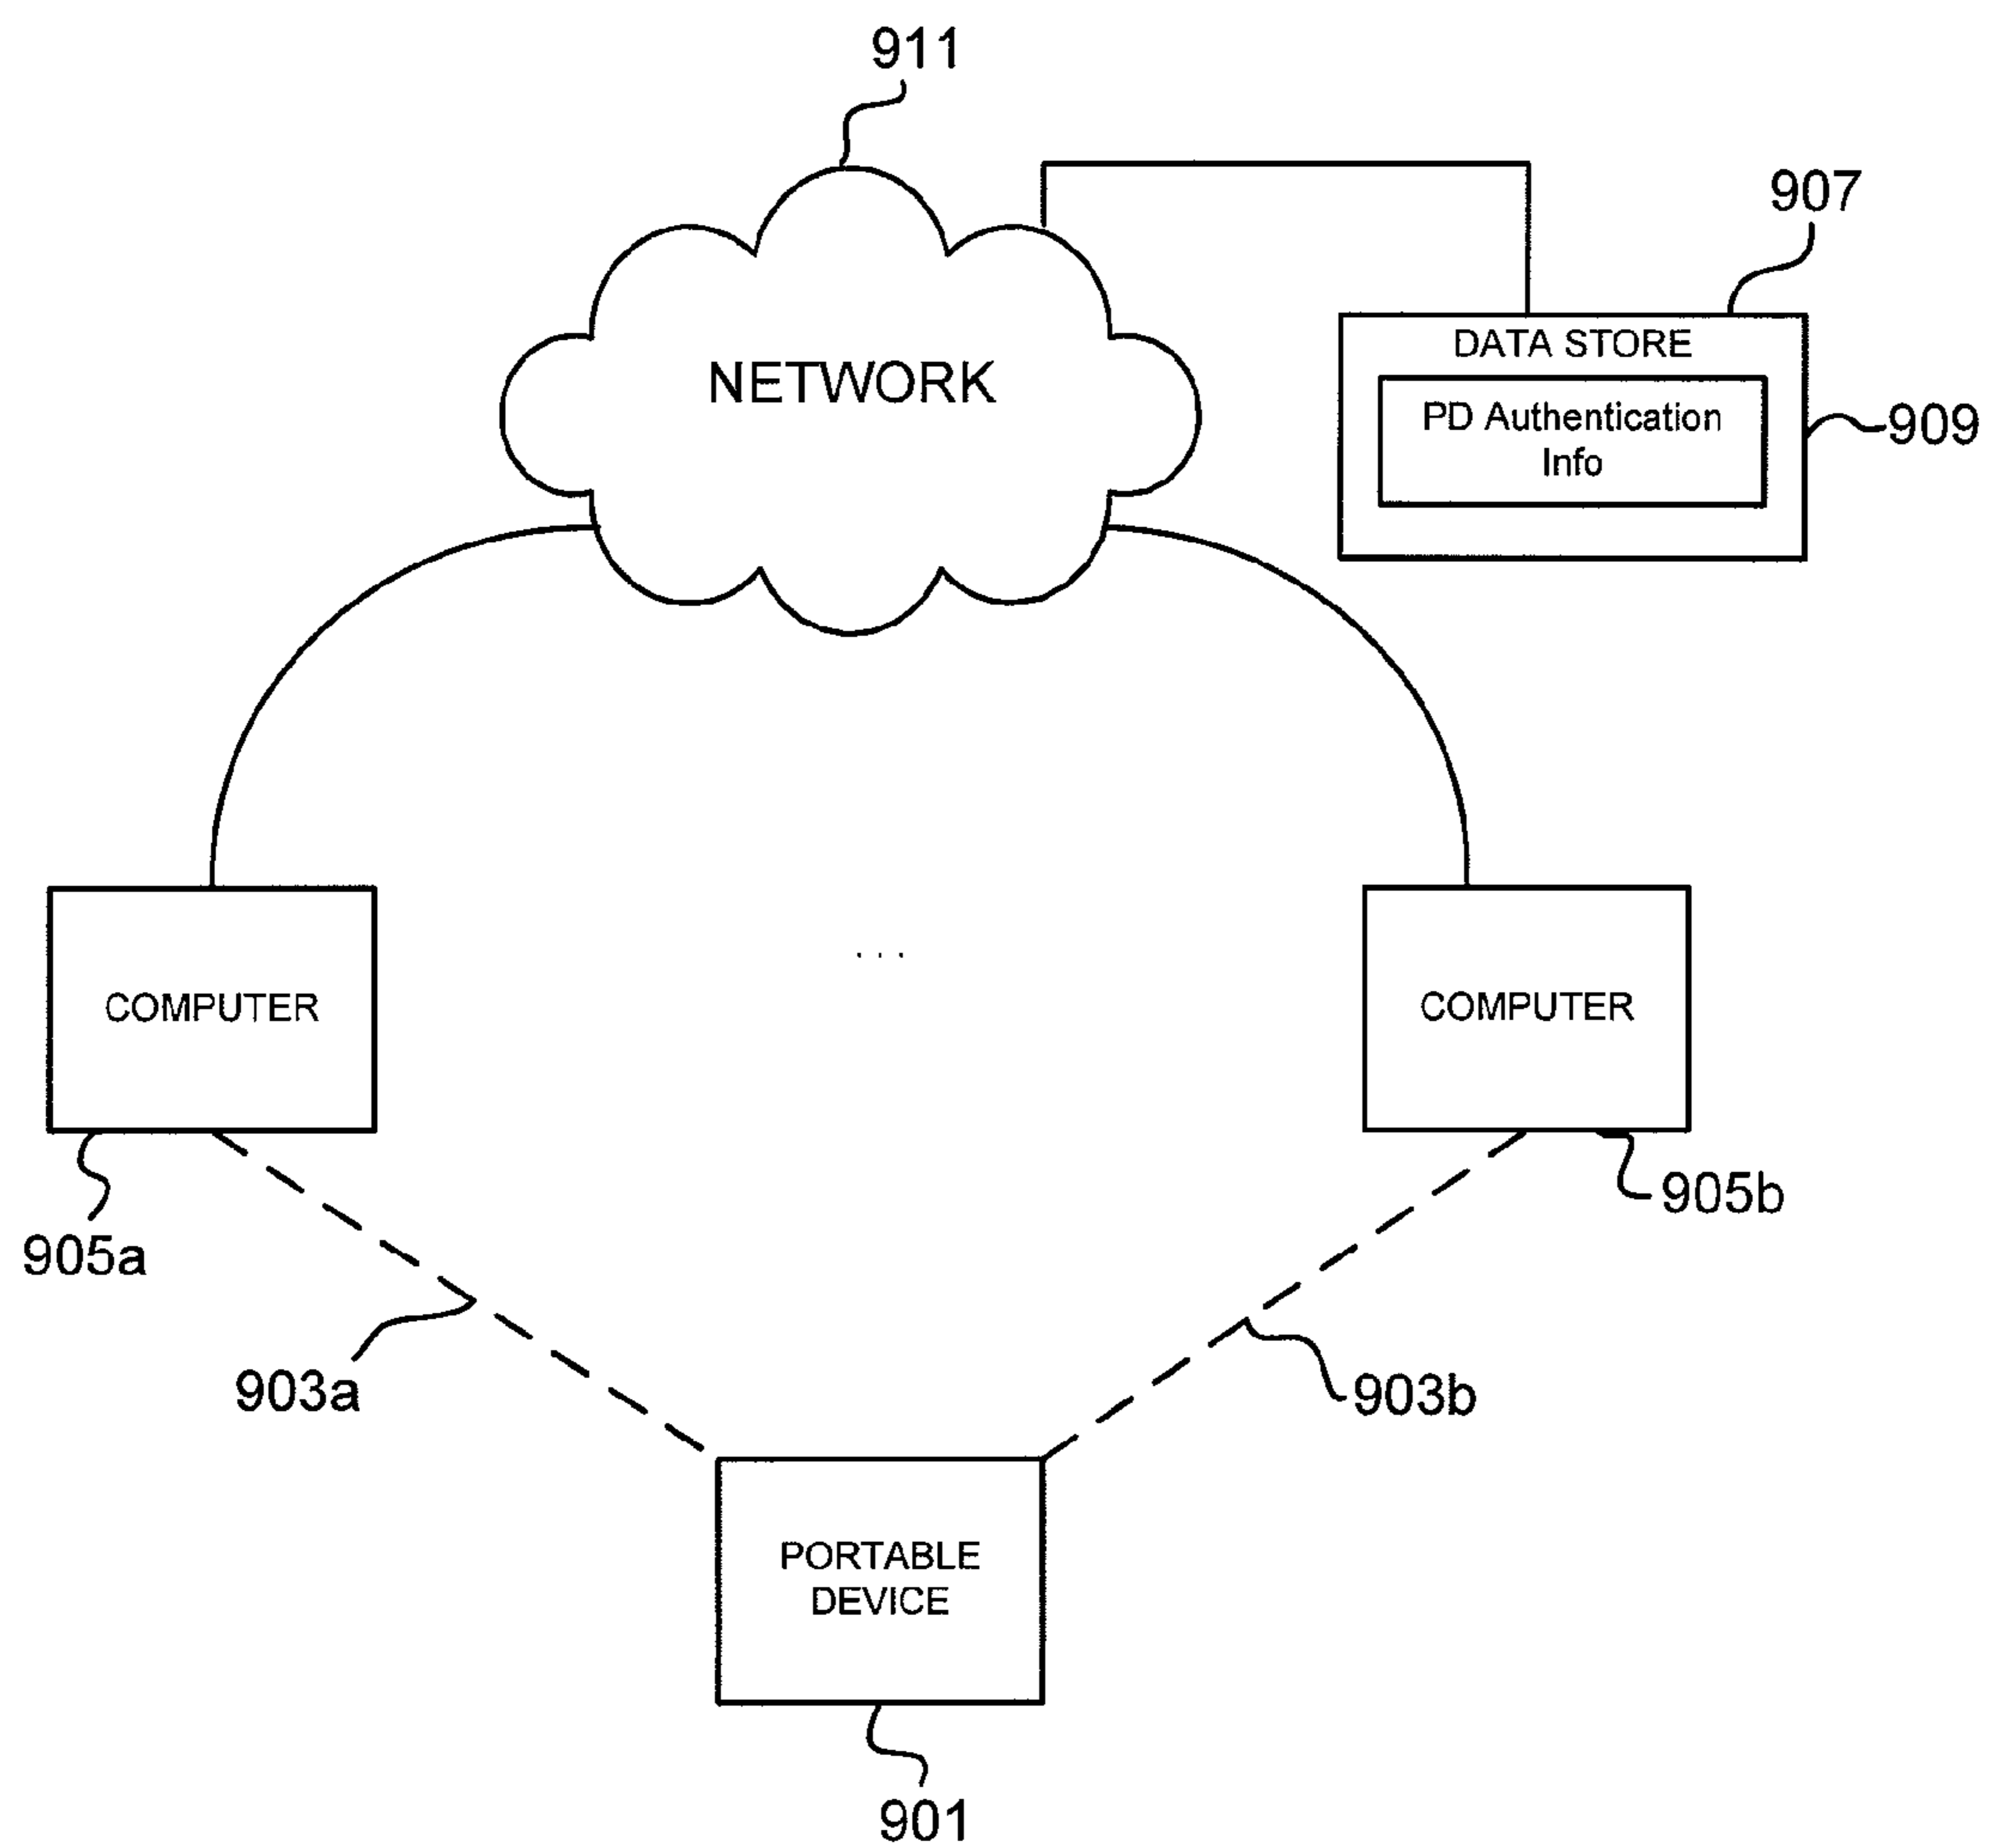 911
907
DATA STORE
NETWORK
PD Authentication
Info
909
...
COMPUTER
COMPUTER
905a
905b
903a
903b
PORTABLE
DEVICE
901